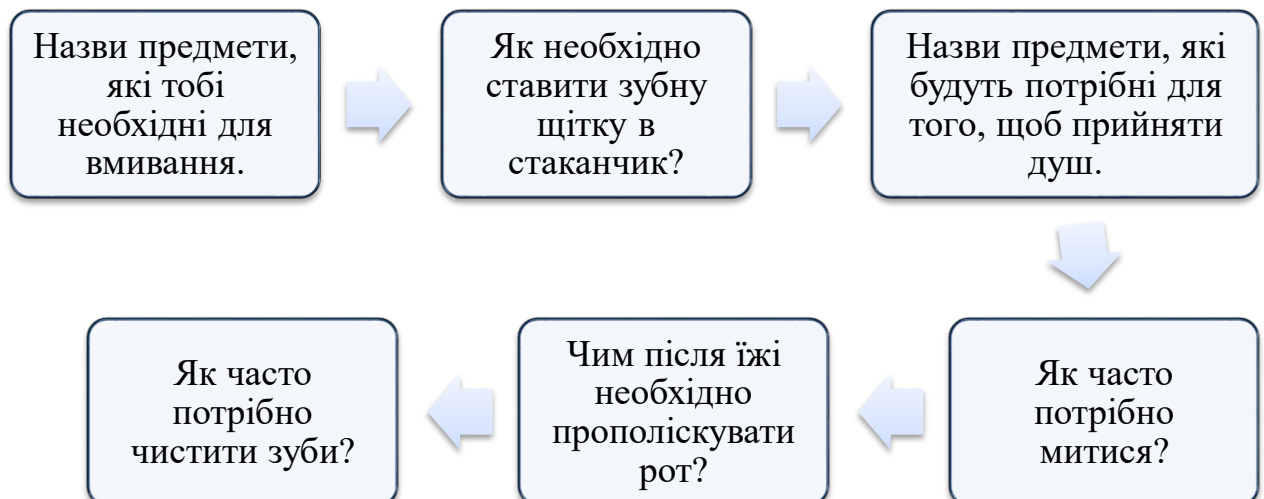 Назви предмети,
які тобі
необхідні для
вмивання.
Як необхідно
ставити зубну
щітку в
стаканчик?
Назви предмети, які
будуть потрібні для
того, щоб прийняти
душ.
Як часто
потрібно
митися?
Чим після їжі
необхідно
прополіскувати
рот?
Як часто
потрібно
чистити зуби?